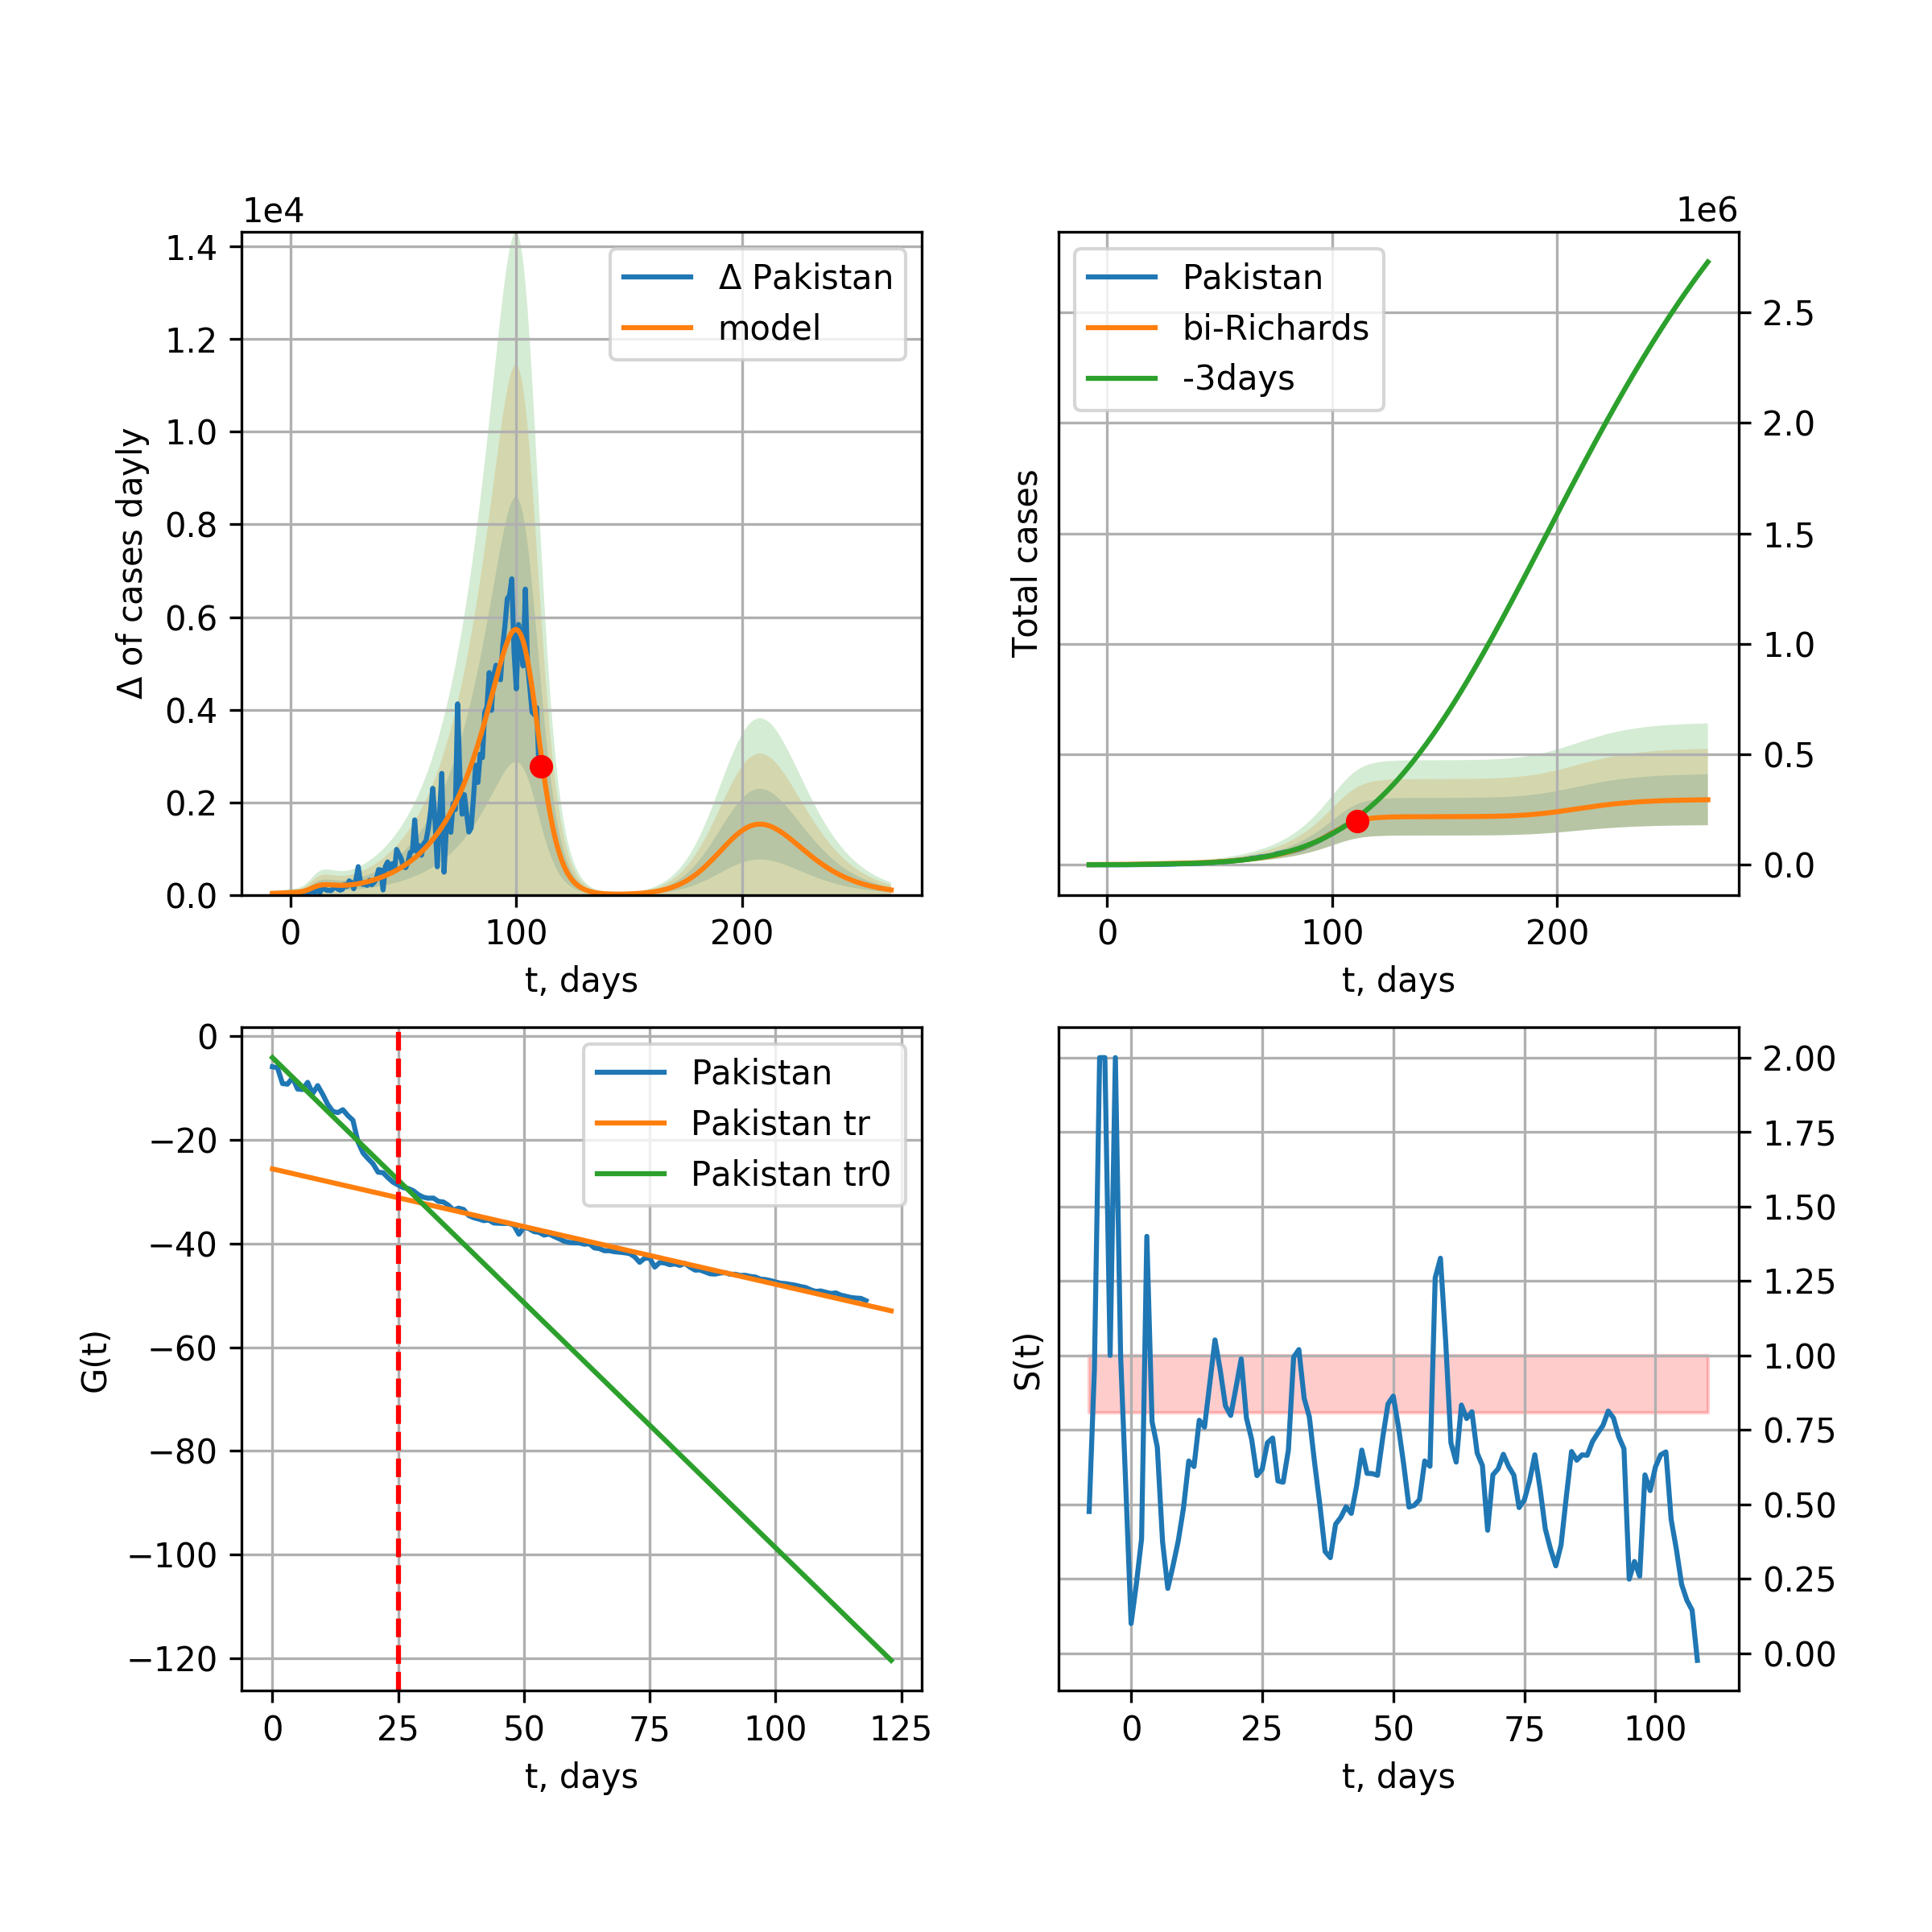 1e4
1.4
1.2
1.0
0.8
0.6
0.4
0.2
0.0
Δ of cases dayly
0 100 200
t, days
Δ Pakistan
model
1e6
2.5
2.0
1.5
1.0
0.5
0.0
Total cases
0 100 200
t, days
Pakistan
bi-Richards
-3days
0
−20
−40
−60
−80
−100
−120
G(t)
0 25 50 75 100 125
t, days
Pakistan
Pakistan tr
Pakistan tr0
2.00
1.75
1.50
1.25
1.00
0.75
0.50
0.25
0.00
S(t)
0 25 50 75 100
t, days